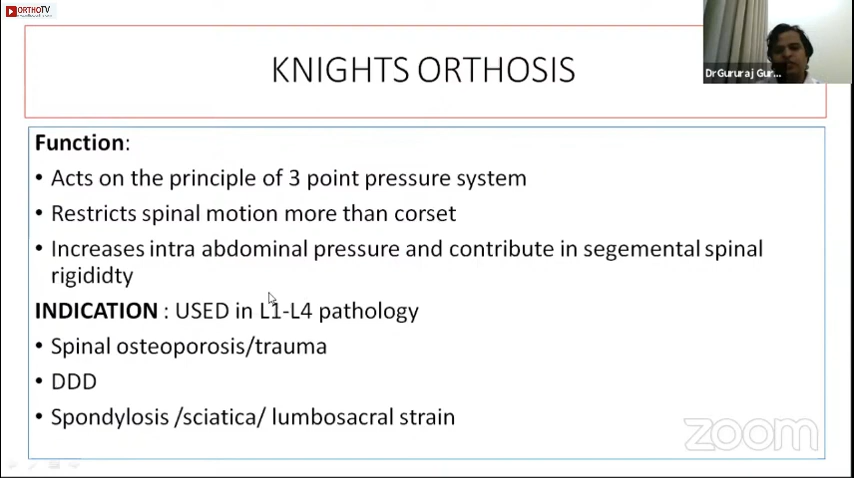 ORTHOTV
KNIGHTS ORTHOSIS
Dr Gururaj Gur...
Function:
• Acts on the principle of 3 point pressure system
• Restricts spinal motion more than corset
• Increases intra abdominal pressure and contribute in segemental spinal
rigididty
INDICATION : USED in L1-L4 pathology
• Spinal osteoporosis/trauma
• DDD
• Spondylosis /sciatica/ lumbosacral strain
zoom